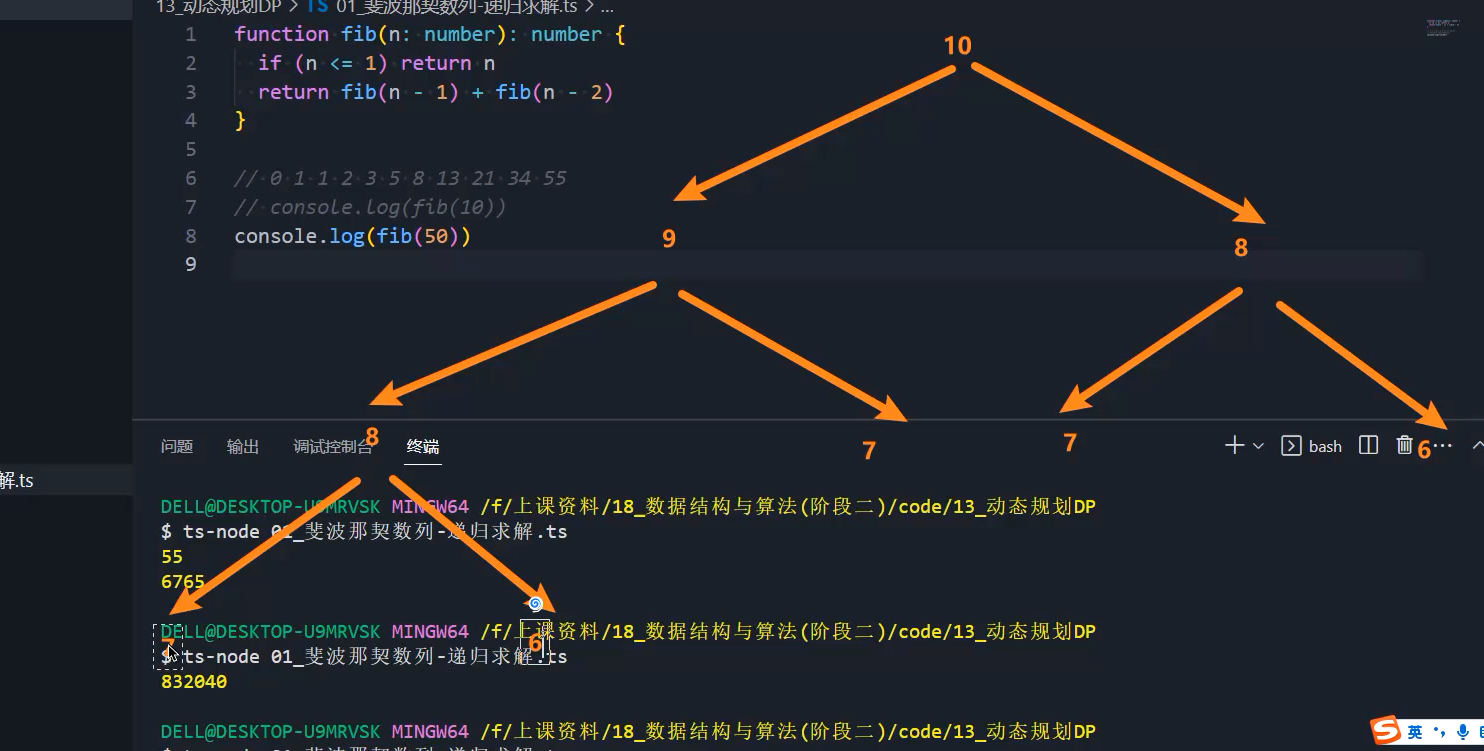 13_动态规划DP > TS 01_斐波那契数列-递归求解.ts > ...
1 function fib(n: number): number {
2 if (n <= 1) return n
3 return fib(n - 1) + fib(n - 2)
4 }
5
6 // 0 1 1 2 3 5 8 13 21 34 55
7 // console.log(fib(10))
8 console.log(fib(50))
9
10
9 8
8 7 7 6
7 6
解.ts
问题 输出 调试控制台 终端 bash
DELL@DESKTOP-U9MRVSK MINGW64 /f/上课资料/18_数据结构与算法(阶段二)/code/13_动态规划DP
$ ts-node 01_斐波那契数列-递归求解.ts
55
6765
DELL@DESKTOP-U9MRVSK MINGW64 /f/上课资料/18_数据结构与算法(阶段二)/code/13_动态规划DP
$ ts-node 01_斐波那契数列-递归求解.ts
832040
DELL@DESKTOP-U9MRVSK MINGW64 /f/上课资料/18_数据结构与算法(阶段二)/code/13_动态规划DP
英